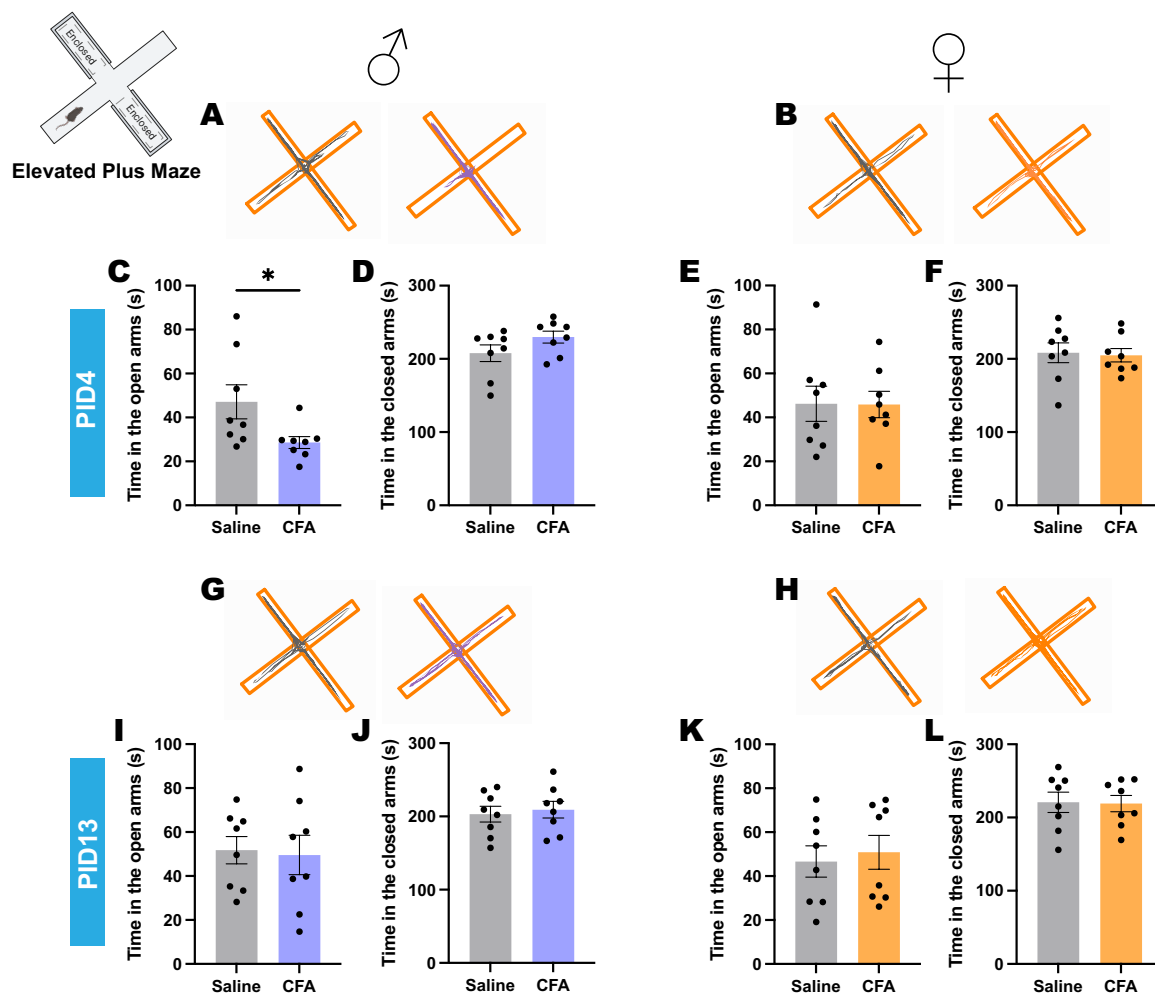 Enclosed
Enclosed
Elevated Plus Maze
♂
♀
A
B
PID4
C
*
Time in the open arms (s)
100
80
60
40
20
0
Saline
CFA
D
Time in the closed arms (s)
300
200
100
0
Saline
CFA
E
Time in the open arms (s)
100
80
60
40
20
0
Saline
CFA
F
Time in the closed arms (s)
300
200
100
0
Saline
CFA
G
H
PID13
I
Time in the open arms (s)
100
80
60
40
20
0
Saline
CFA
J
Time in the closed arms (s)
300
200
100
0
Saline
CFA
K
Time in the open arms (s)
100
80
60
40
20
0
Saline
CFA
L
Time in the closed arms (s)
300
200
100
0
Saline
CFA